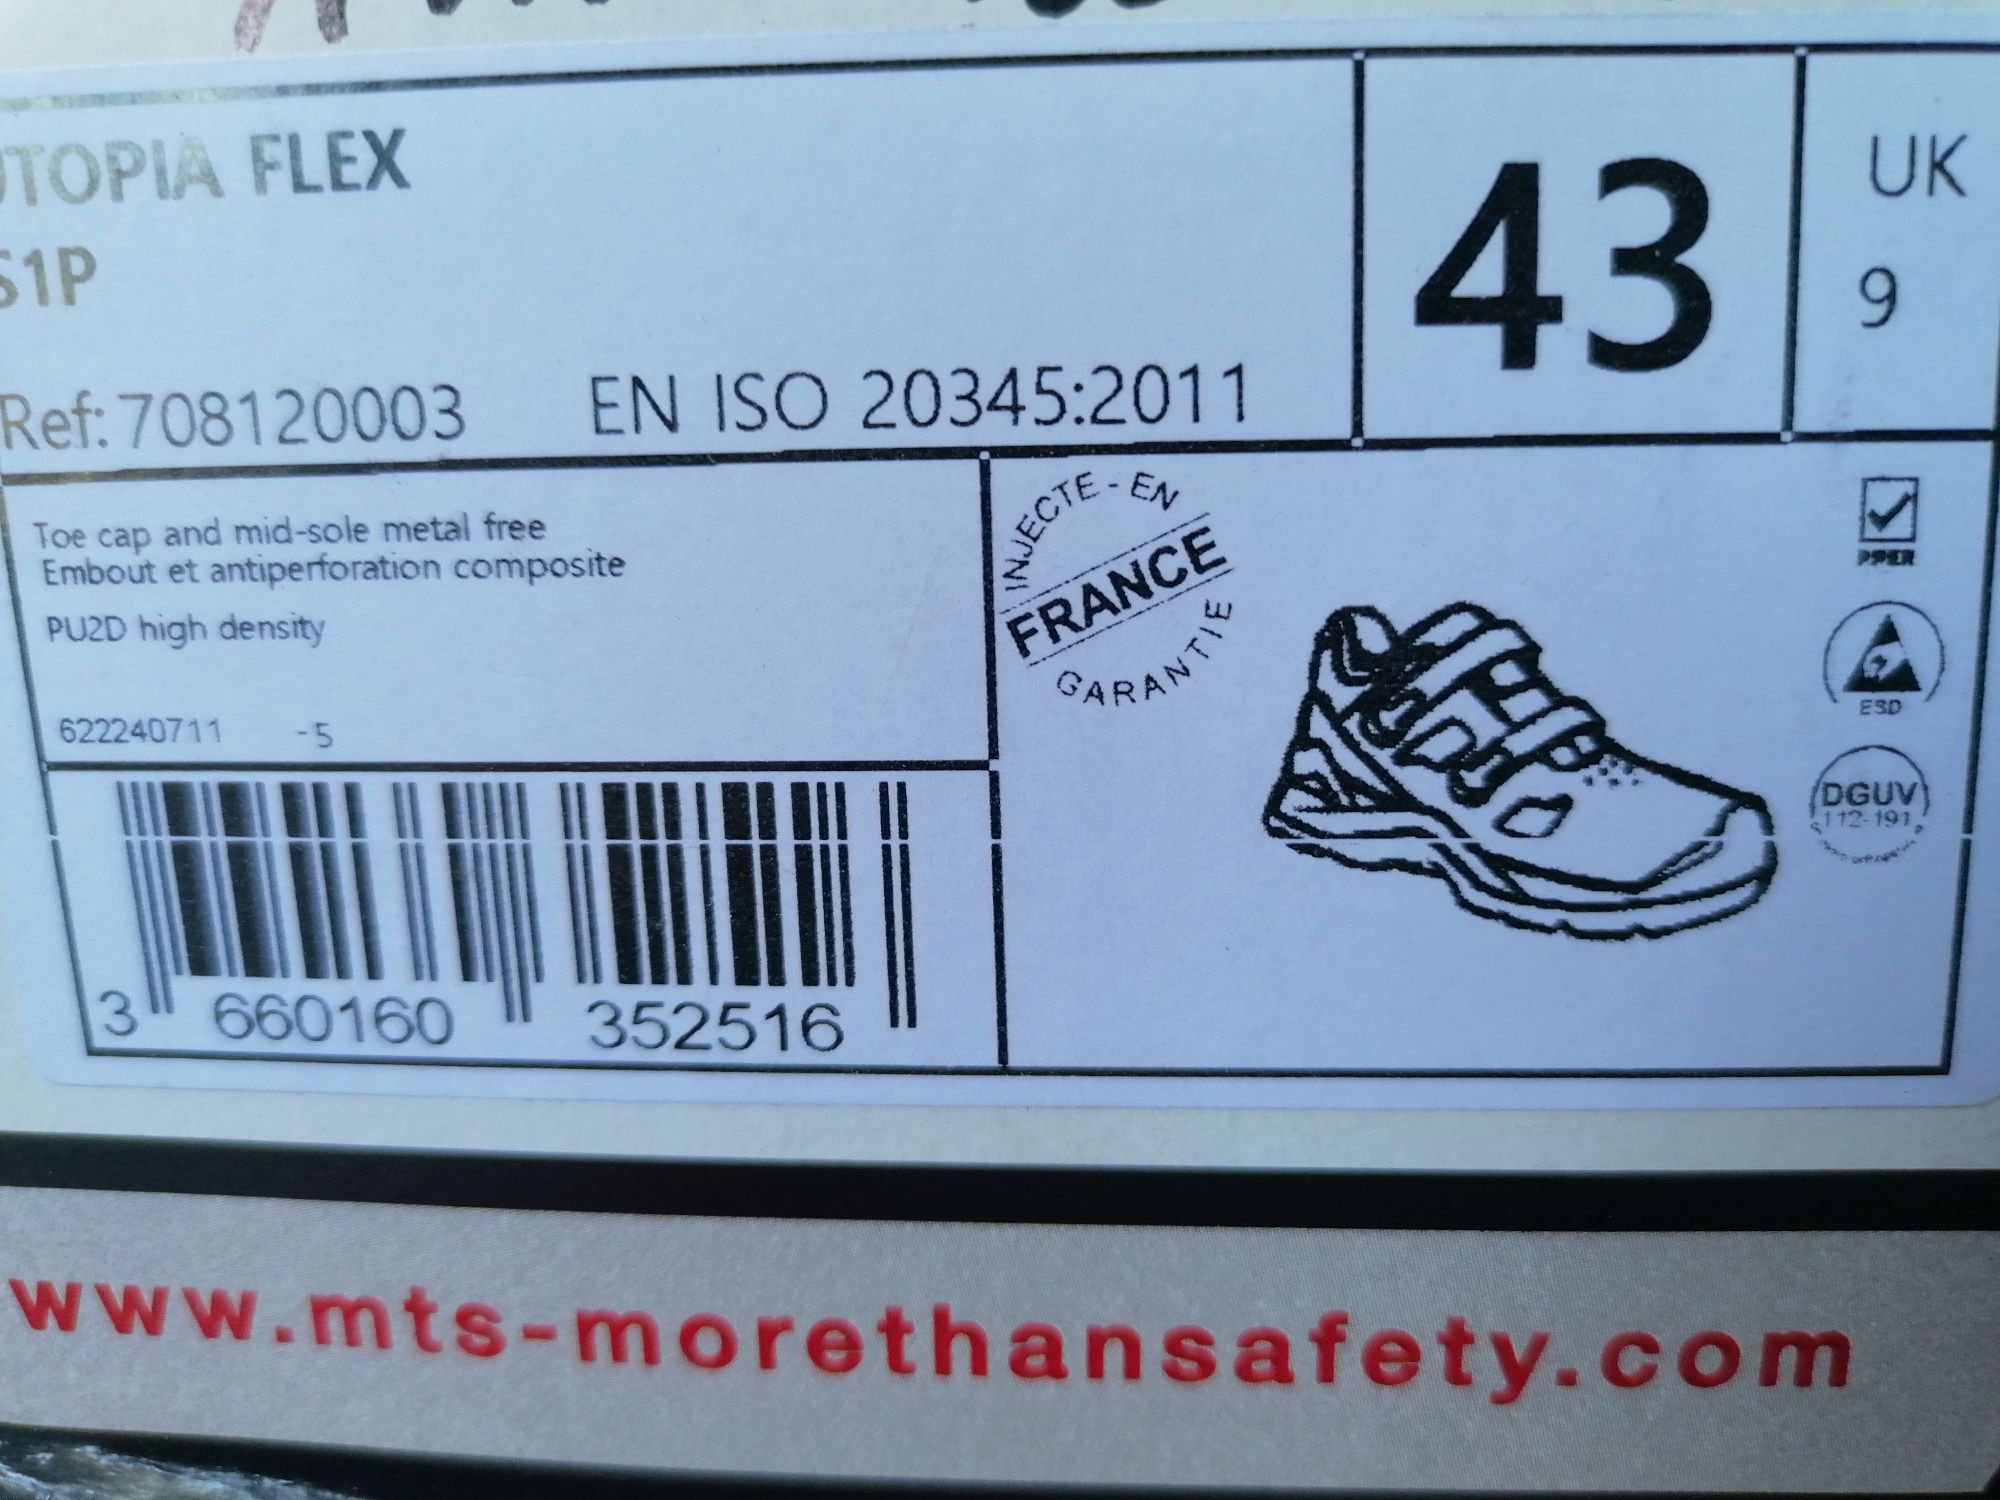 UTOPIA FLEX
S1P
Ref: 708120003 EN ISO 20345:2011
43
UK
9
Toe cap and mid-sole metal free
Embout et antiperforation composite
PU2D high density
622240711 -5
INJECTE - EN
FRANCE
GARANTIE
ESD
DGUV
112-191
3 660160 352516
www.mts-morethansafety.com